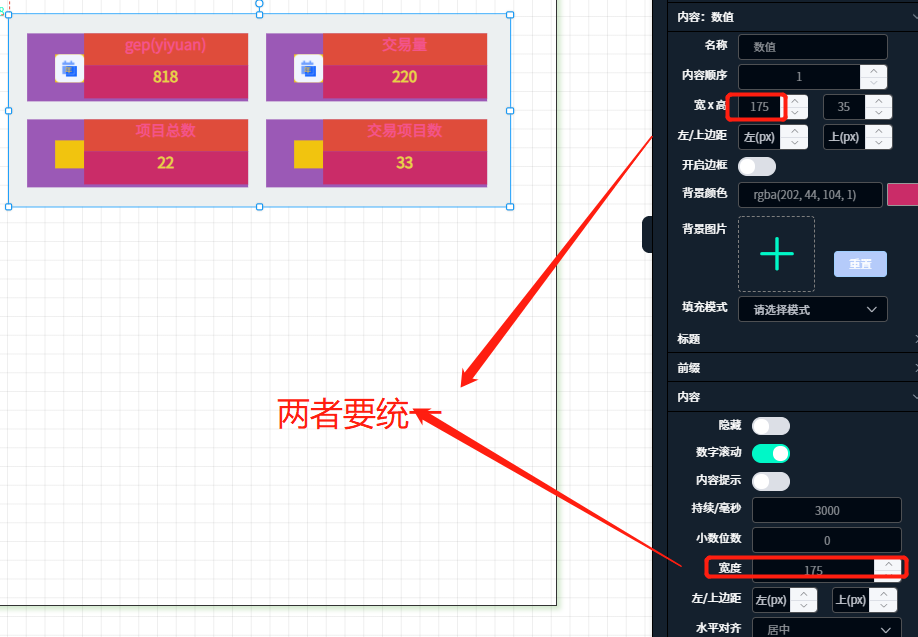 gep(yiyuan)
818
交易量
220
项目总数
22
交易项目数
33
两者要统一
内容：数值
名称 数值
内容顺序 1
宽 x 高 175 35
左/上边距 左(px) 上(px)
开启边框
背景颜色 rgba(202, 44, 104, 1)
背景图片
重置
填充模式 请选择模式
标题
前缀
内容
隐藏
数字滚动
内容提示
持续/毫秒 3000
小数位数 0
宽度 175
左/上边距 左(px) 上(px)
水平对齐 居中